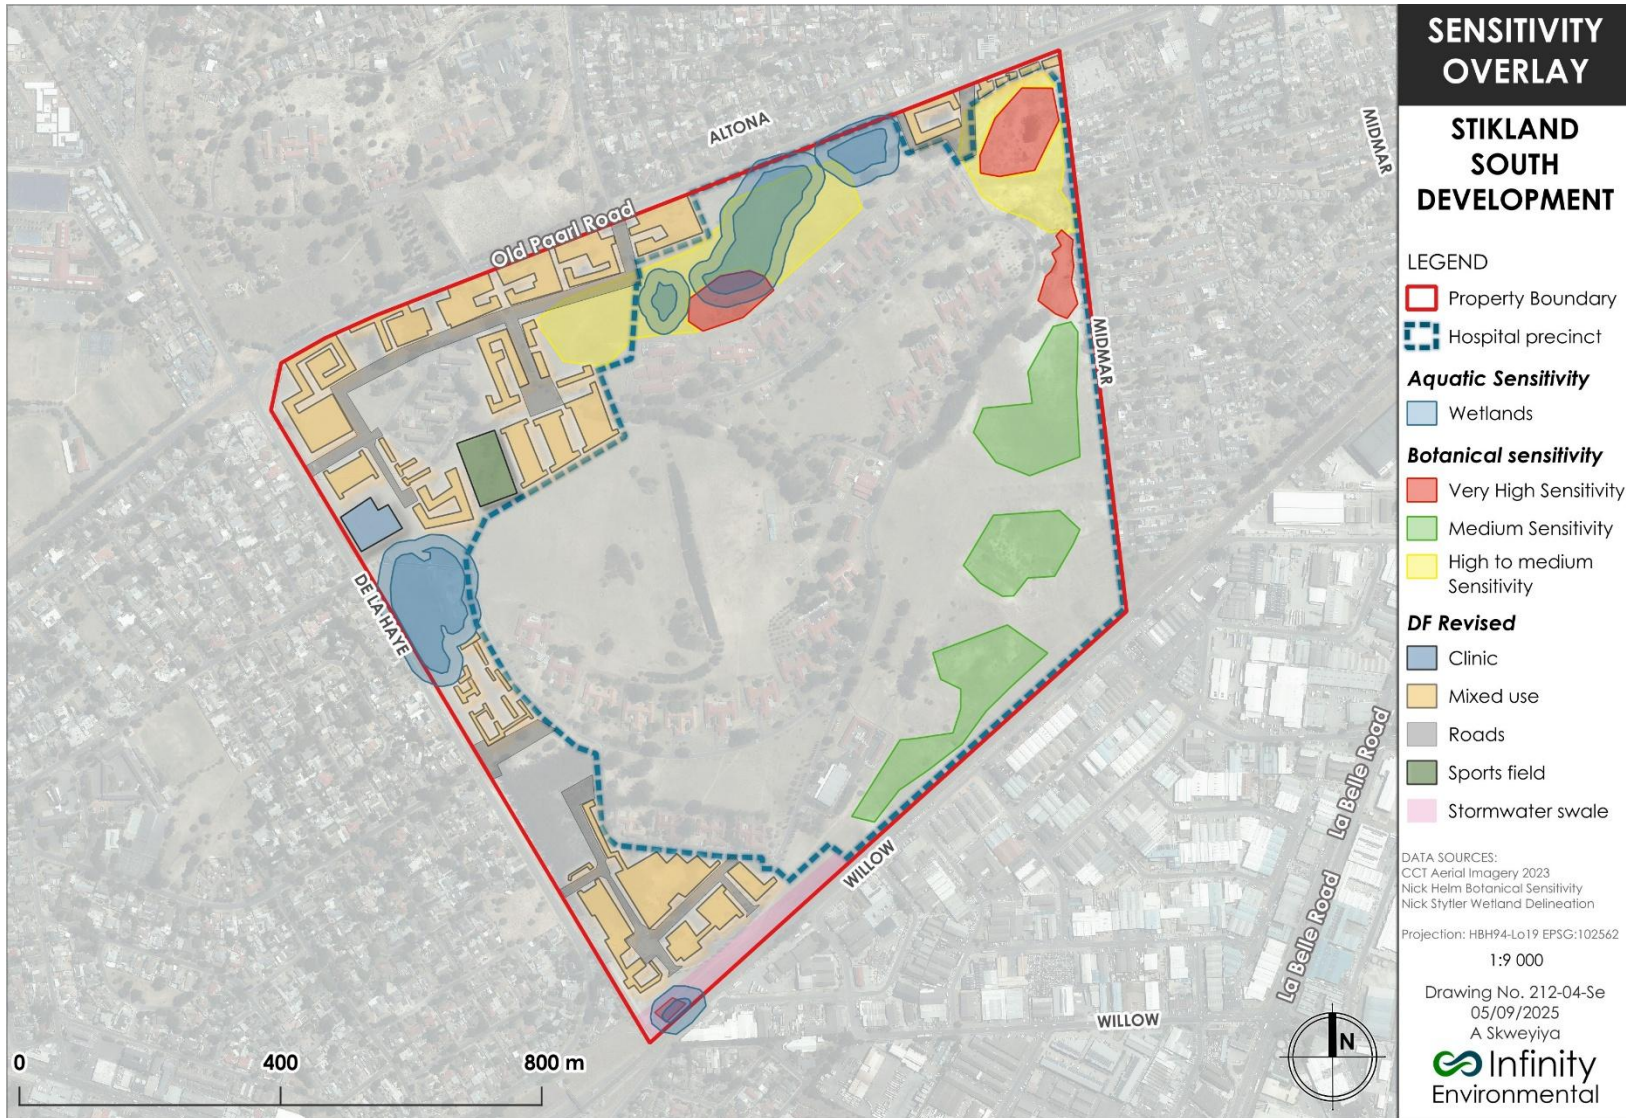 SENSITIVITY
OVERLAY
STIKLAND
SOUTH
DEVELOPMENT
LEGEND
Property Boundary
Hospital precinct
Aquatic Sensitivity
Wetlands
Botanical sensitivity
Very High Sensitivity
Medium Sensitivity
High to medium
Sensitivity
DF Revised
Clinic
Mixed use
Roads
Sports field
Stormwater swale
DATA SOURCES:
CCT Aerial Imagery 2023
Nick Helm Botanical Sensitivity
Nick Stytler Wetland Delineation
Projection: HBH94-Lo19 EPSG:102562
1:9 000
Drawing No. 212-04-Se
05/09/2025
A Skweyiya
Infinity
Environmental
ALTONA
MIDMAR
Old Paarl Road
MIDMAR
DE LAHAYE
WILLOW
La Belle Road
La Belle Road
WILLOW
N
0 400 800 m